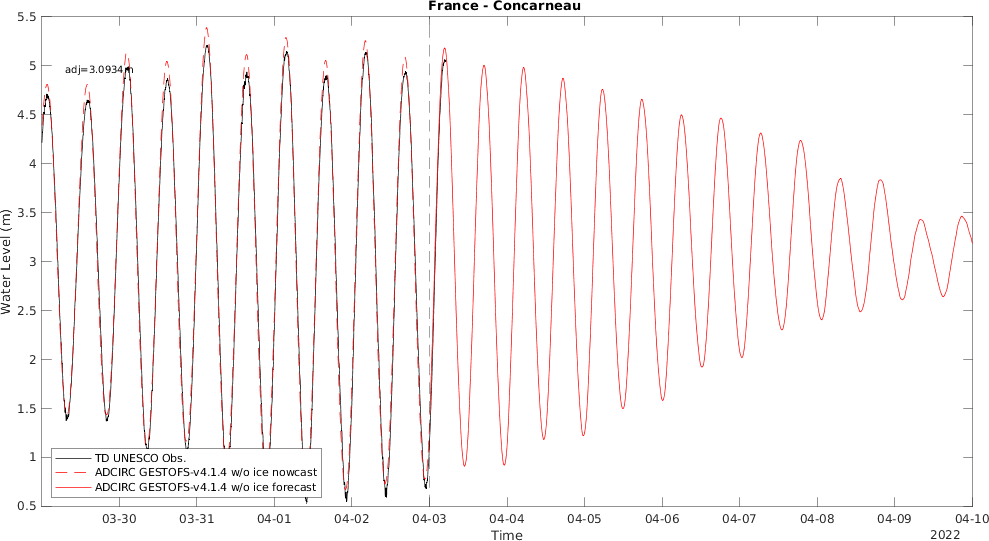 France - Concarneau
5.5
5
4.5
4
3.5
3
2.5
2
1.5
1
0.5
Water Level (m)
adj=3.0934 m
TD UNESCO Obs.
ADCIRC GESTOFS-v4.1.4 w/o ice nowcast
ADCIRC GESTOFS-v4.1.4 w/o ice forecast
03-30 03-31 04-01 04-02 04-03 04-04 04-05 04-06 04-07 04-08 04-09 04-10
Time
2022